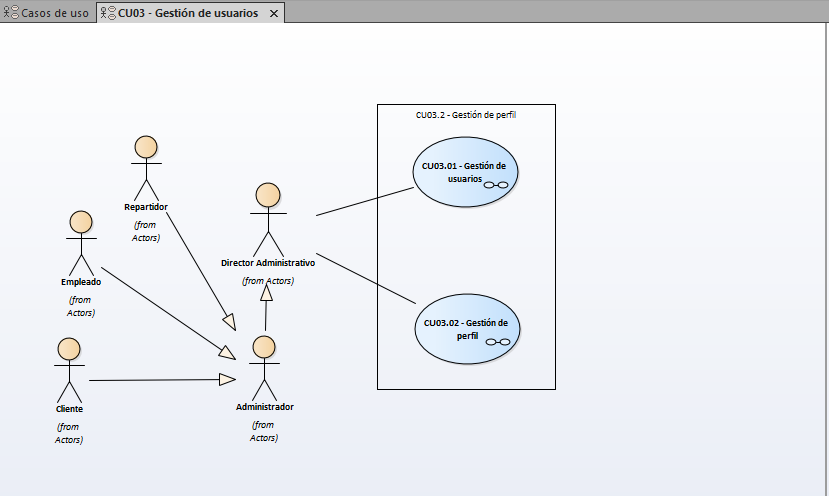 Casos de uso
CU03 - Gestión de usuarios
CU03.2 - Gestión de perfil
CU03.01 - Gestión de
usuarios
Repartidor
(from
Actors)
Director Administrativo
(from Actors)
Empleado
(from
Actors)
CU03.02 - Gestión de
perfil
Cliente
(from
Actors)
Administrador
(from
Actors)